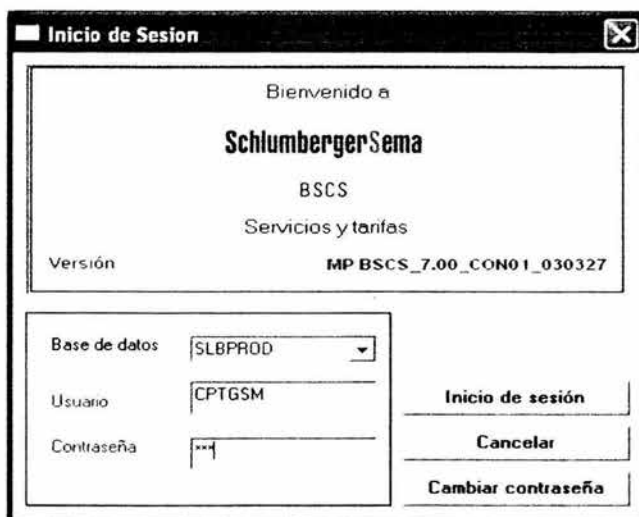 Inicio de Sesion
Bienvenido a
SchlumbergerSema
BSCS
Servicios y tarifas
Versión MP BSCS_7.00_CON01_030327
Base de datos SLBPROD
Usuario CPTGSM
Contraseña ***
Inicio de sesión
Cancelar
Cambiar contraseña